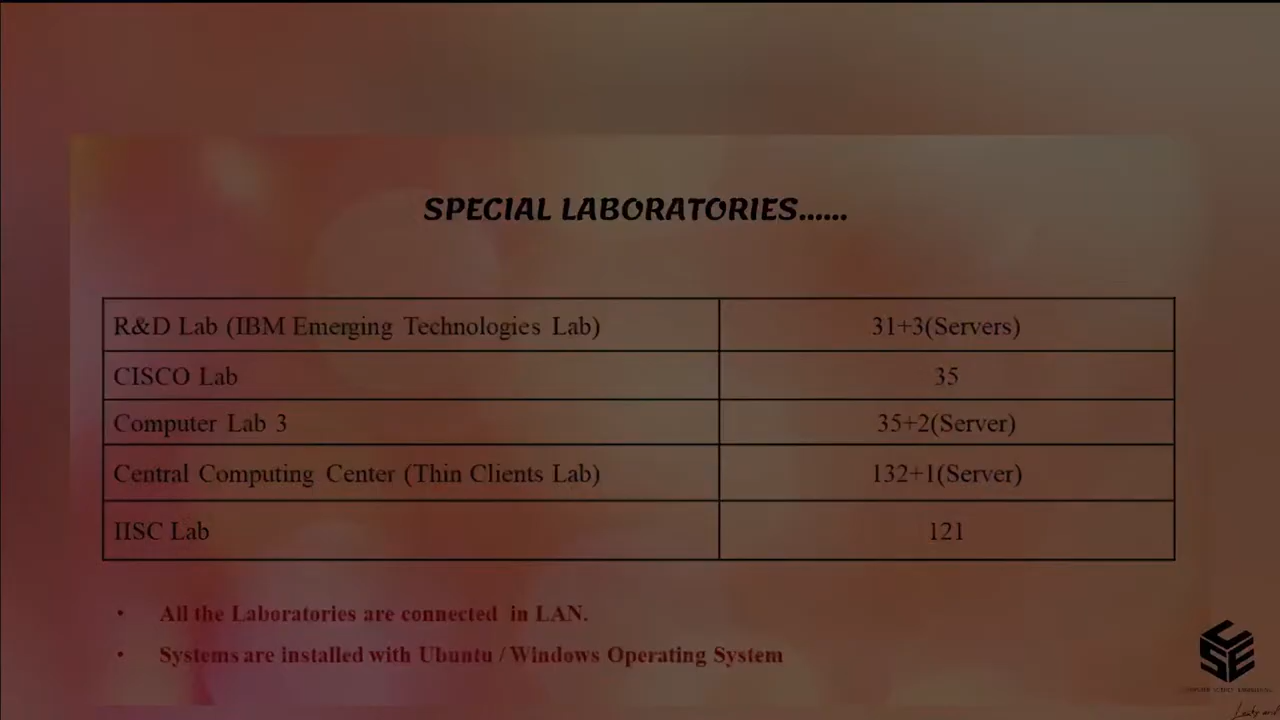 SPECIAL LABORATORIES......
R&D Lab (IBM Emerging Technologies Lab) 31+3(Servers)
CISCO Lab 35
Computer Lab 3 35+2(Server)
Central Computing Center (Thin Clients Lab) 132+1(Server)
IISC Lab 121
• All the Laboratories are connected in LAN.
• Systems are installed with Ubuntu / Windows Operating System
CSE